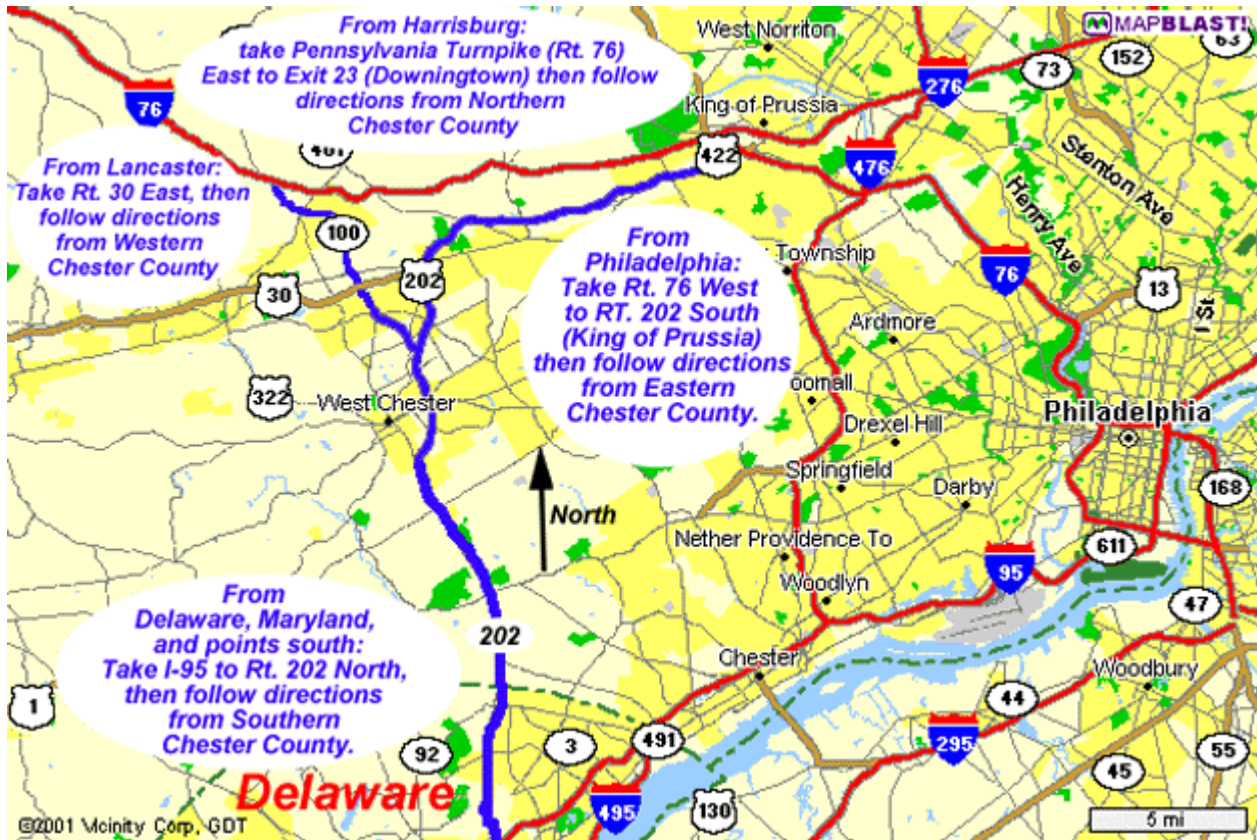 From Harrisburg:
take Pennsylvania Turnpike (Rt. 76)
East to Exit 23 (Downingtown) then follow
directions from Northern
Chester County
West Norriton
MAPBLAST!
63
152
73
276
76
King of Prussia
422
476
From Lancaster:
Take Rt. 30 East, then
follow directions
from Western
Chester County
Stenton Ave
Henry Ave
100
202
30
From
Philadelphia:
Take Rt. 76 West
to RT. 202 South
(King of Prussia)
then follow directions
from Eastern
Chester County.
Township
76
13
I St
Ardmore
322
West Chester
oomall
Philadelphia
Drexel Hill
Springfield
Darby
168
North
Nether Providence To
611
Woodlyn
95
47
From
Delaware, Maryland,
and points south:
Take I-95 to Rt. 202 North,
then follow directions
from Southern
Chester County.
202
Chester
Woodbury
1
44
92
3
491
295
55
45
Delaware
495
130
©2001 Vicinity Corp, GDT
5 mi